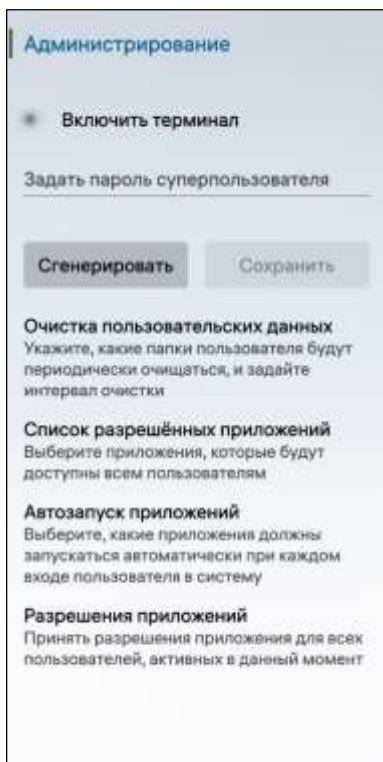 Администрирование
Включить терминал
Задать пароль суперпользователя
Сгенерировать
Сохранить
Очистка пользовательских данных
Укажите, какие папки пользователя будут
периодически очищаться, и задайте
интервал очистки
Список разрешённых приложений
Выберите приложения, которые будут
доступны всем пользователям
Автозапуск приложений
Выберите, какие приложения должны
запускаться автоматически при каждом
входе пользователя в систему
Разрешения приложений
Принять разрешения приложения для всех
пользователей, активных в данный момент